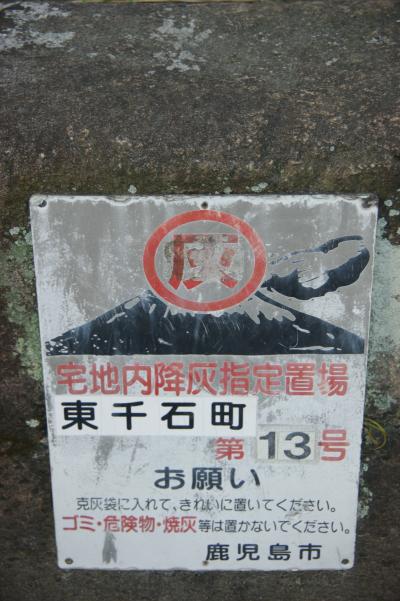 灰
宅地内降灰指定置場
東千石町
第13号
お願い
克灰袋に入れて、きれいに置いてください。
ゴミ・危険物・焼灰等は置かないでください。
鹿児島市